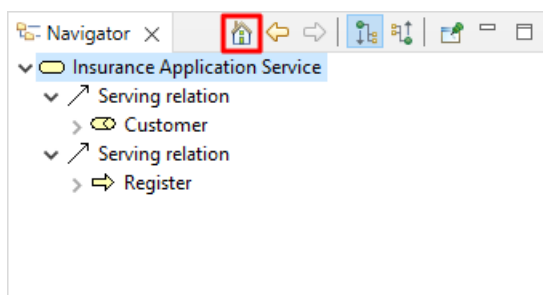 Navigator
Insurance Application Service
Serving relation
Customer
Serving relation
Register